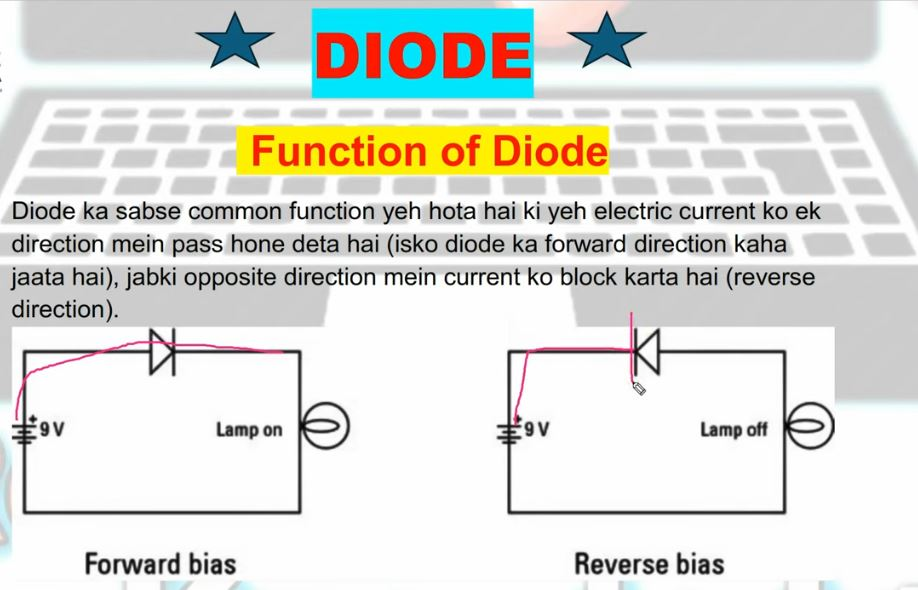 DIODE
Function of Diode
Diode ka sabse common function yeh hota hai ki yeh electric current ko ek
direction mein pass hone deta hai (isko diode ka forward direction kaha
jaata hai), jabki opposite direction mein current ko block karta hai (reverse
direction).
+
9 V
Lamp on
Forward bias
+
9 V
Lamp off
Reverse bias